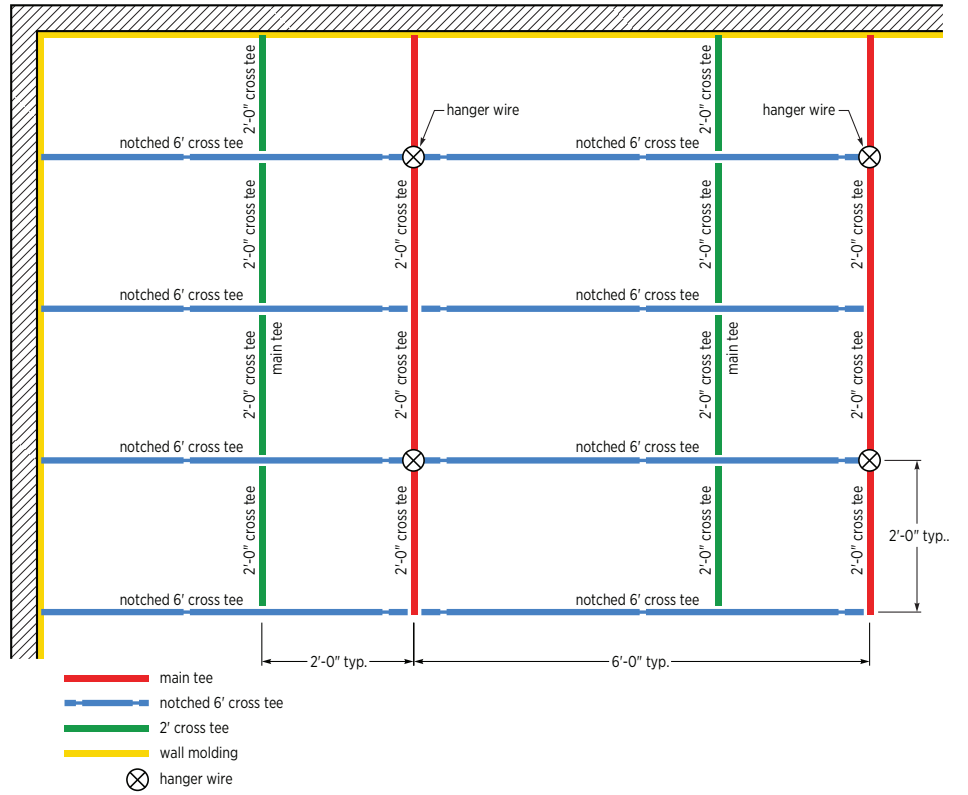 2'-0" cross tee
2'-0" cross tee
hanger wire
hanger wire
notched 6' cross tee
notched 6' cross tee
2'-0" cross tee
2'-0" cross tee
2'-0" cross tee
2'-0" cross tee
notched 6' cross tee
notched 6' cross tee
2'-0" cross tee
main tee
2'-0" cross tee
2'-0" cross tee
main tee
2'-0" cross tee
notched 6' cross tee
notched 6' cross tee
2'-0" cross tee
2'-0" cross tee
2'-0" cross tee
2'-0" cross tee
2'-0" typ..
notched 6' cross tee
notched 6' cross tee
2'-0" typ.
6'-0" typ.
main tee
notched 6' cross tee
2' cross tee
wall molding
hanger wire